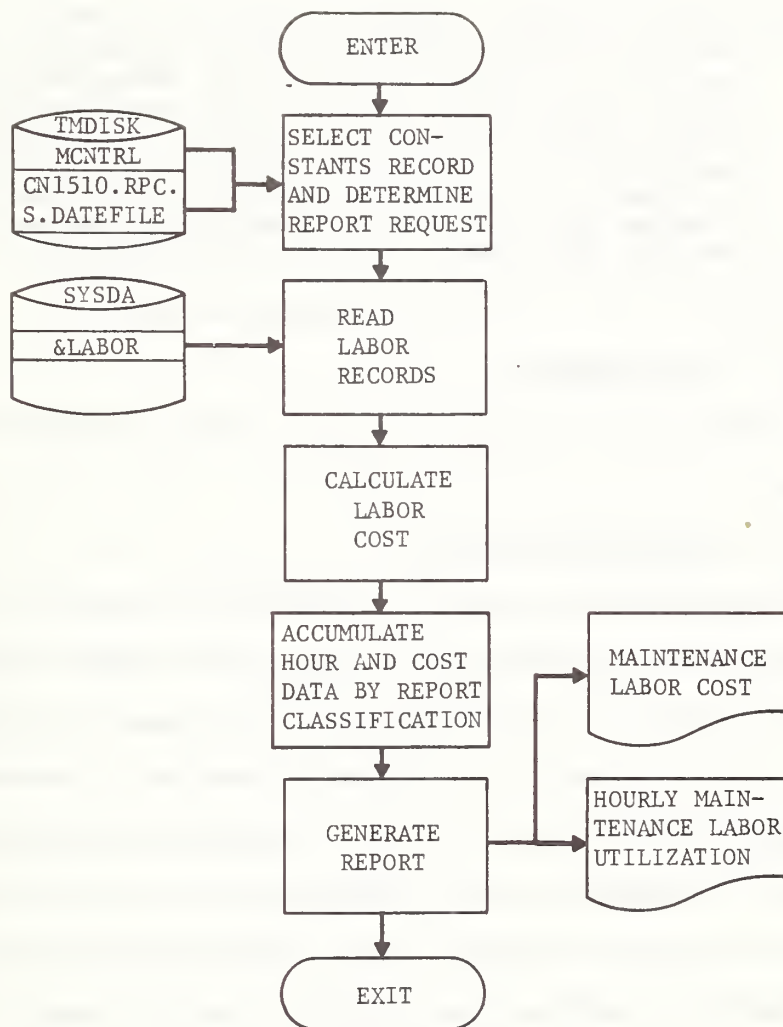 ENTER
TMDISK
MCNTRL
CN1510.RPC.
S.DATEFILE
SELECT CON-
STANTS RECORD
AND DETERMINE
REPORT REQUEST
SYSDA
&LABOR
READ
LABOR
RECORDS
CALCULATE
LABOR
COST
ACCUMULATE
HOUR AND COST
DATA BY REPORT
CLASSIFICATION
MAINTENANCE
LABOR COST
GENERATE
REPORT
HOURLY MAIN-
TENANCE LABOR
UTILIZATION
EXIT